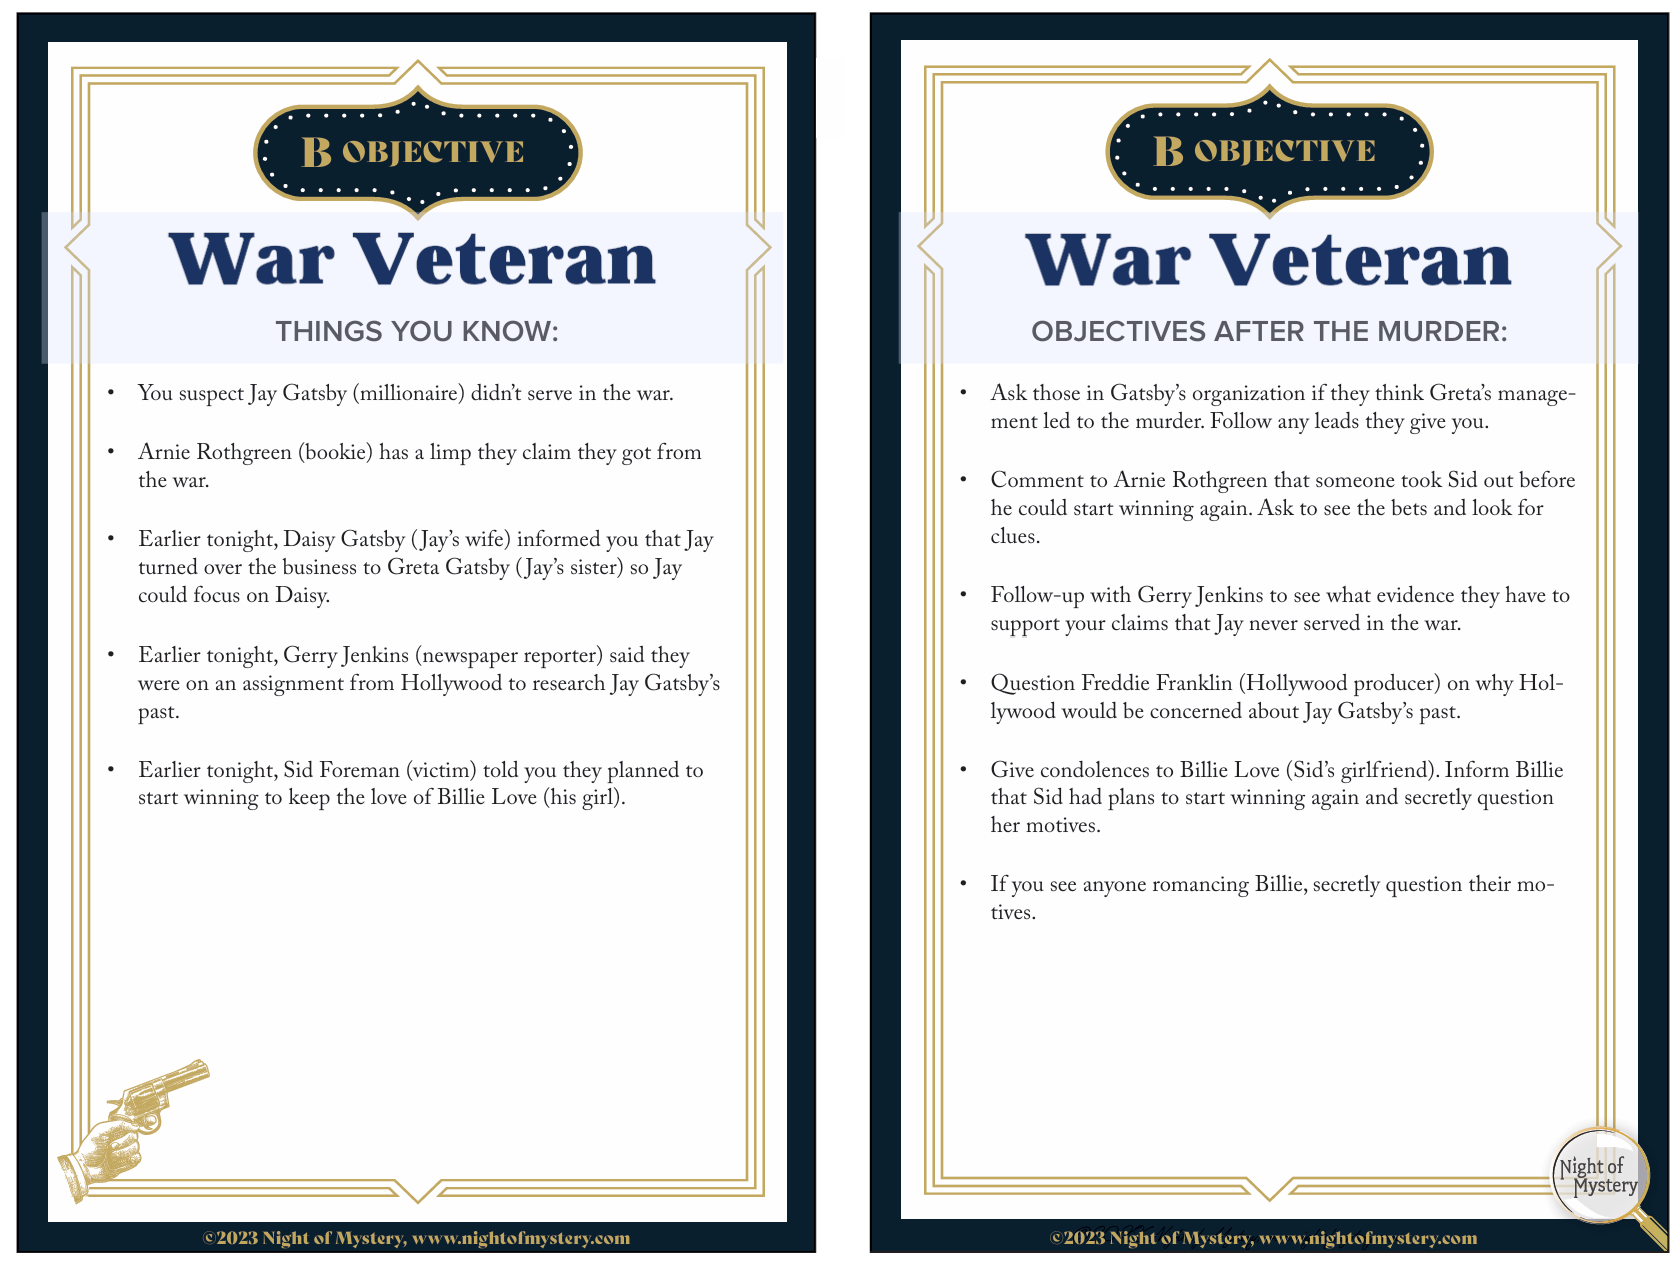 B OBJECTIVE
War Veteran
THINGS YOU KNOW:
• You suspect Jay Gatsby (millionaire) didn't serve in the war.
• Arnie Rothgreen (bookie) has a limp they claim they got from
the war.
• Earlier tonight, Daisy Gatsby (Jay's wife) informed you that Jay
turned over the business to Greta Gatsby (Jay's sister) so Jay
could focus on Daisy.
• Earlier tonight, Gerry Jenkins (newspaper reporter) said they
were on an assignment from Hollywood to research Jay Gatsby's
past.
• Earlier tonight, Sid Foreman (victim) told you they planned to
start winning to keep the love of Billie Love (his girl).
©2023 Night of Mystery, www.nightofmystery.com
B OBJECTIVE
War Veteran
OBJECTIVES AFTER THE MURDER:
• Ask those in Gatsby's organization if they think Greta's manage-
ment led to the murder. Follow any leads they give you.
• Comment to Arnie Rothgreen that someone took Sid out before
he could start winning again. Ask to see the bets and look for
clues.
• Follow-up with Gerry Jenkins to see what evidence they have to
support your claims that Jay never served in the war.
• Question Freddie Franklin (Hollywood producer) on why Hol-
lywood would be concerned about Jay Gatsby's past.
• Give condolences to Billie Love (Sid's girlfriend). Inform Billie
that Sid had plans to start winning again and secretly question
her motives.
• If you see anyone romancing Billie, secretly question their mo-
tives.
Night of
Mystery
©2023 Night of Mystery, www.nightofmystery.com